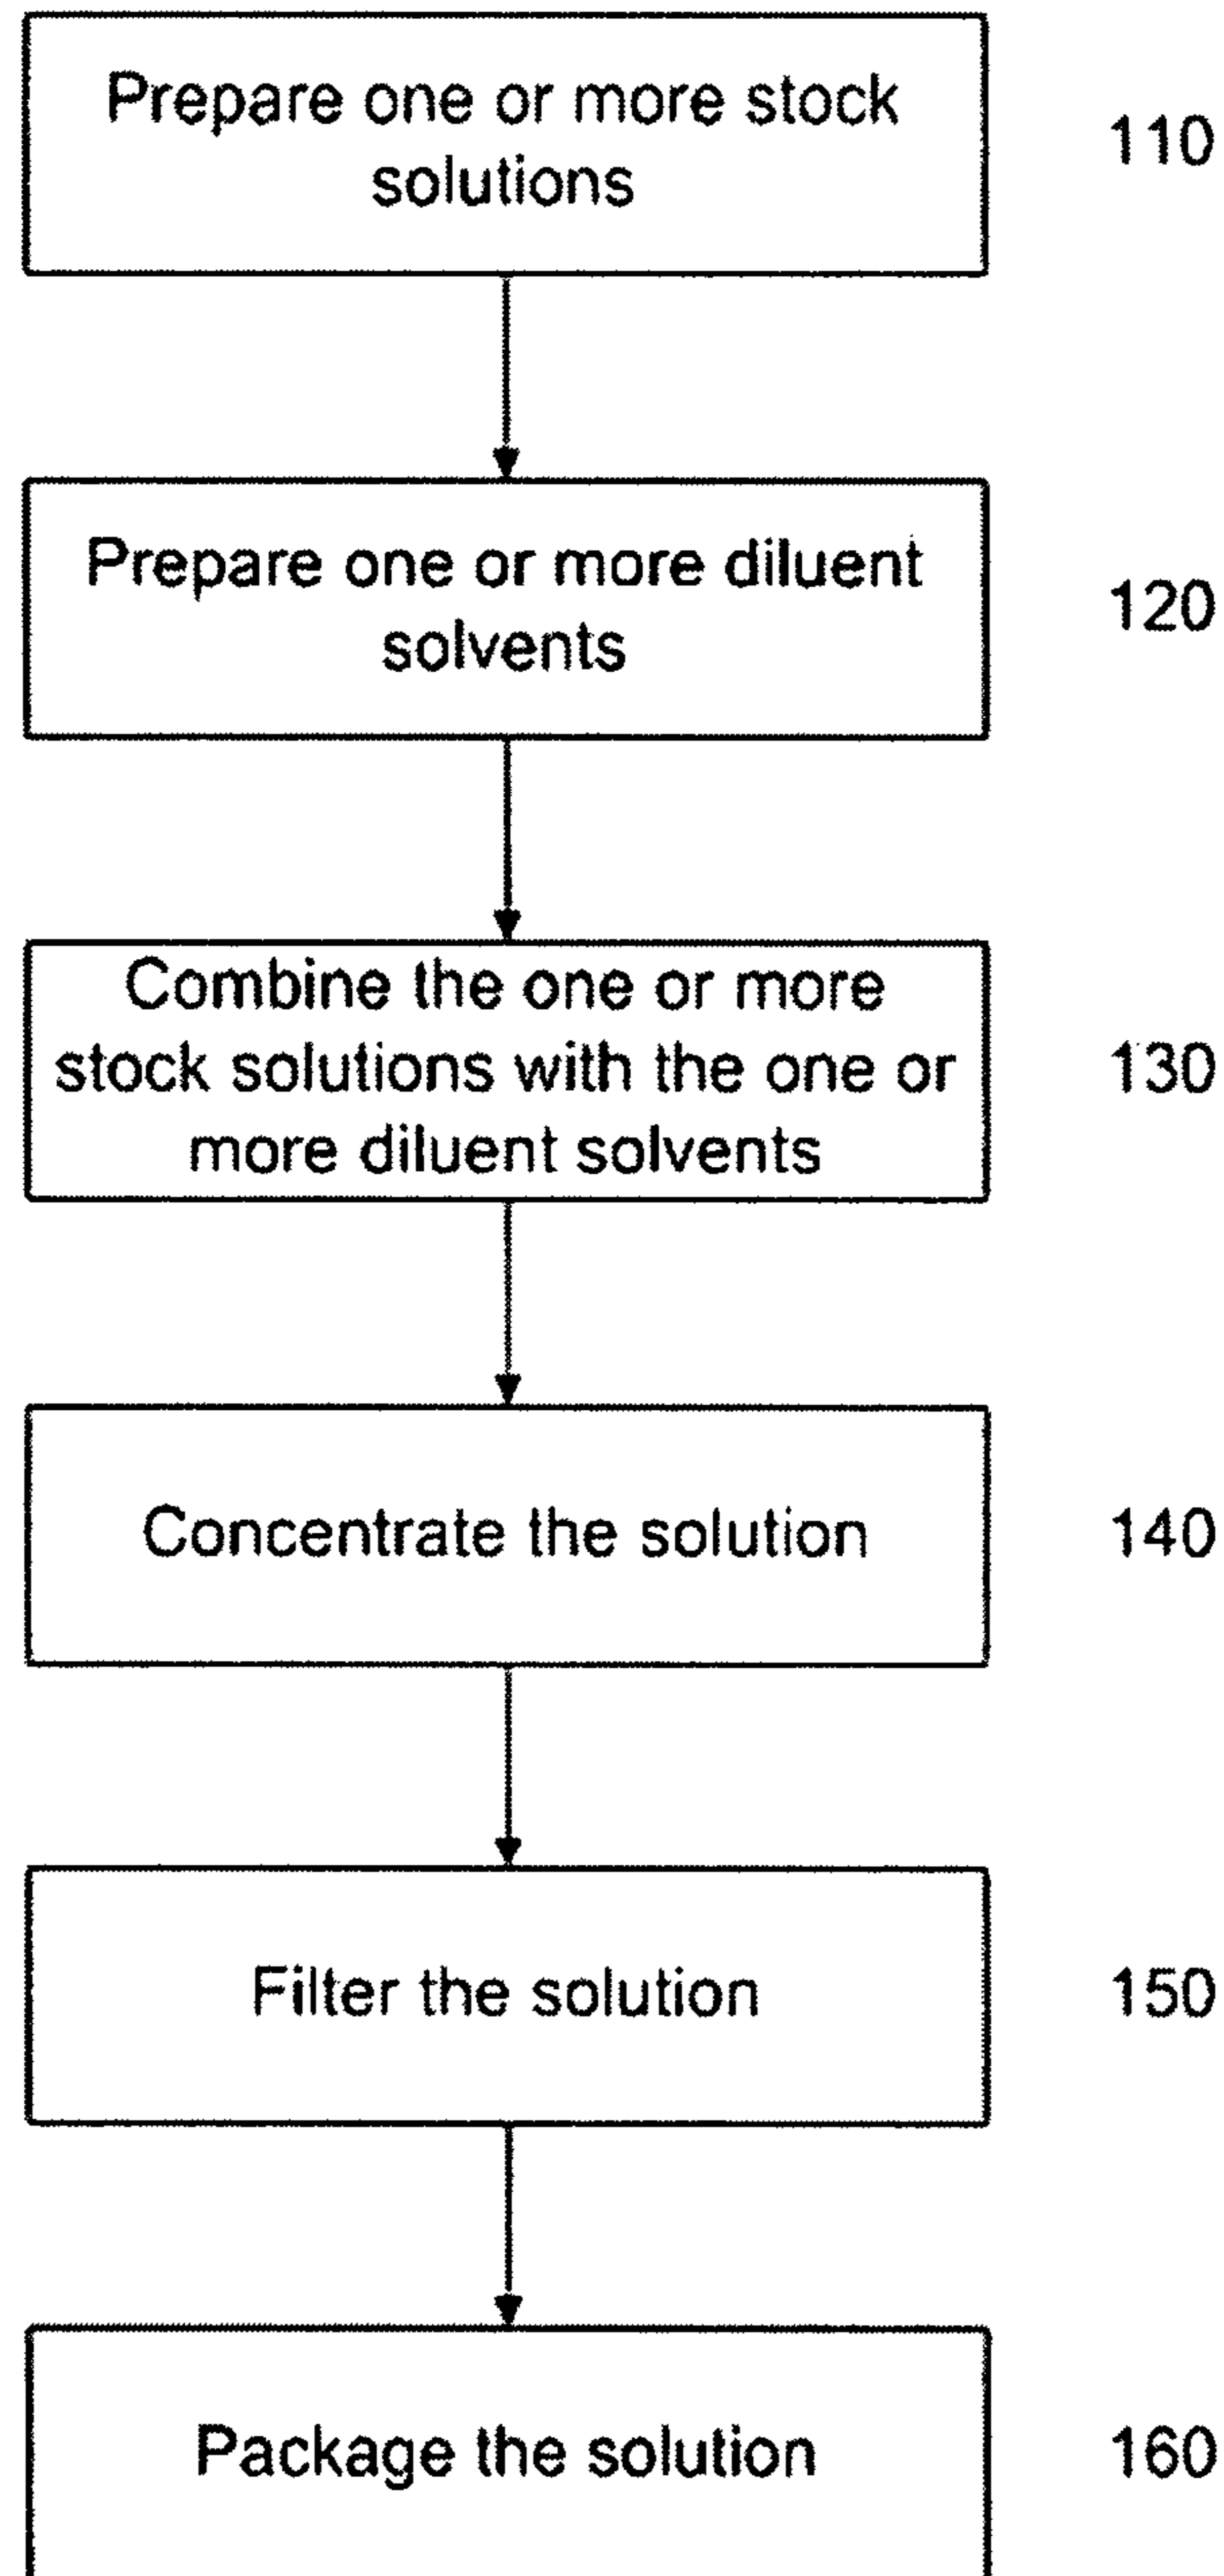 Prepare one or more stock
solutions
110
Prepare one or more diluent
solvents
120
Combine the one or more
stock solutions with the one or
more diluent solvents
130
Concentrate the solution
140
Filter the solution
150
Package the solution
160